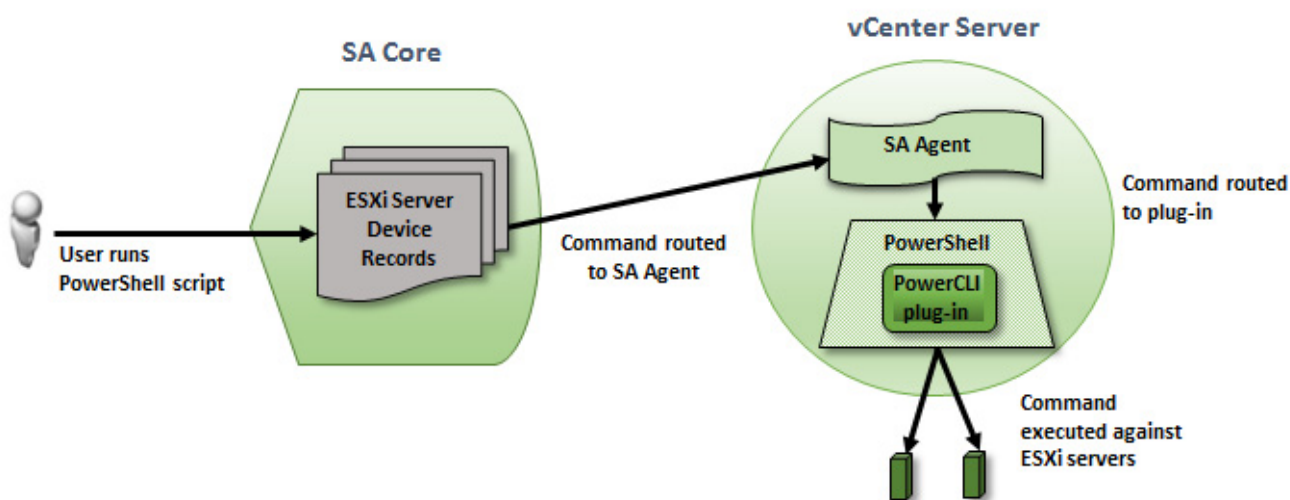 SA Core
vCenter Server
ESXi Server
Device
Records
User runs
PowerShell script
Command routed
to SA Agent
SA Agent
Command routed
to plug-in
PowerShell
PowerCLI
plug-in
Command
executed against
ESXi servers